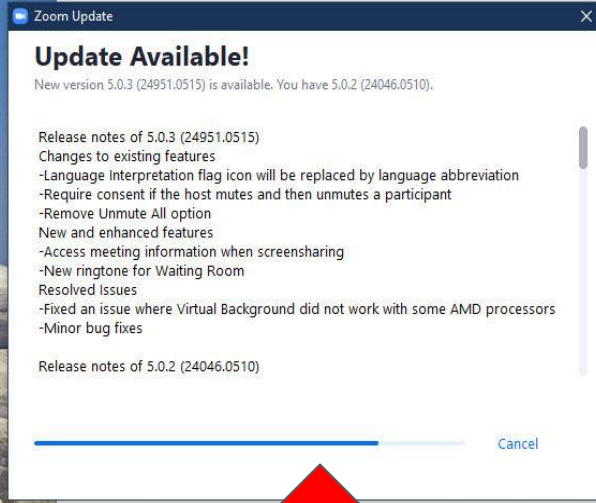 Zoom Update
Update Available!
New version 5.0.3 (24951.0515) is available. You have 5.0.2 (24046.0510).
Release notes of 5.0.3 (24951.0515)
Changes to existing features
-Language Interpretation flag icon will be replaced by language abbreviation
-Require consent if the host mutes and then unmutes a participant
-Remove Unmute All option
New and enhanced features
-Access meeting information when screensharing
-New ringtone for Waiting Room
Resolved Issues
-Fixed an issue where Virtual Background did not work with some AMD processors
-Minor bug fixes
Release notes of 5.0.2 (24046.0510)
Cancel